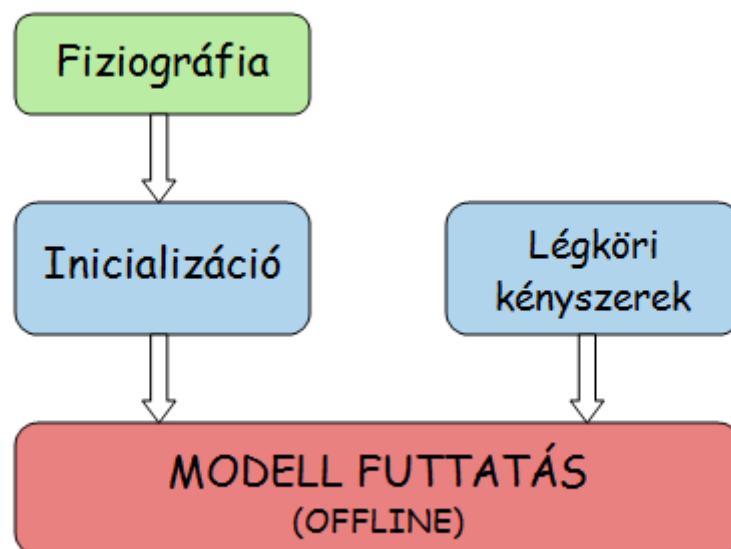 Fiziográfia
Inicializáció
Légköri
kényszerek
MODELL FUTTATÁS
(OFFLINE)